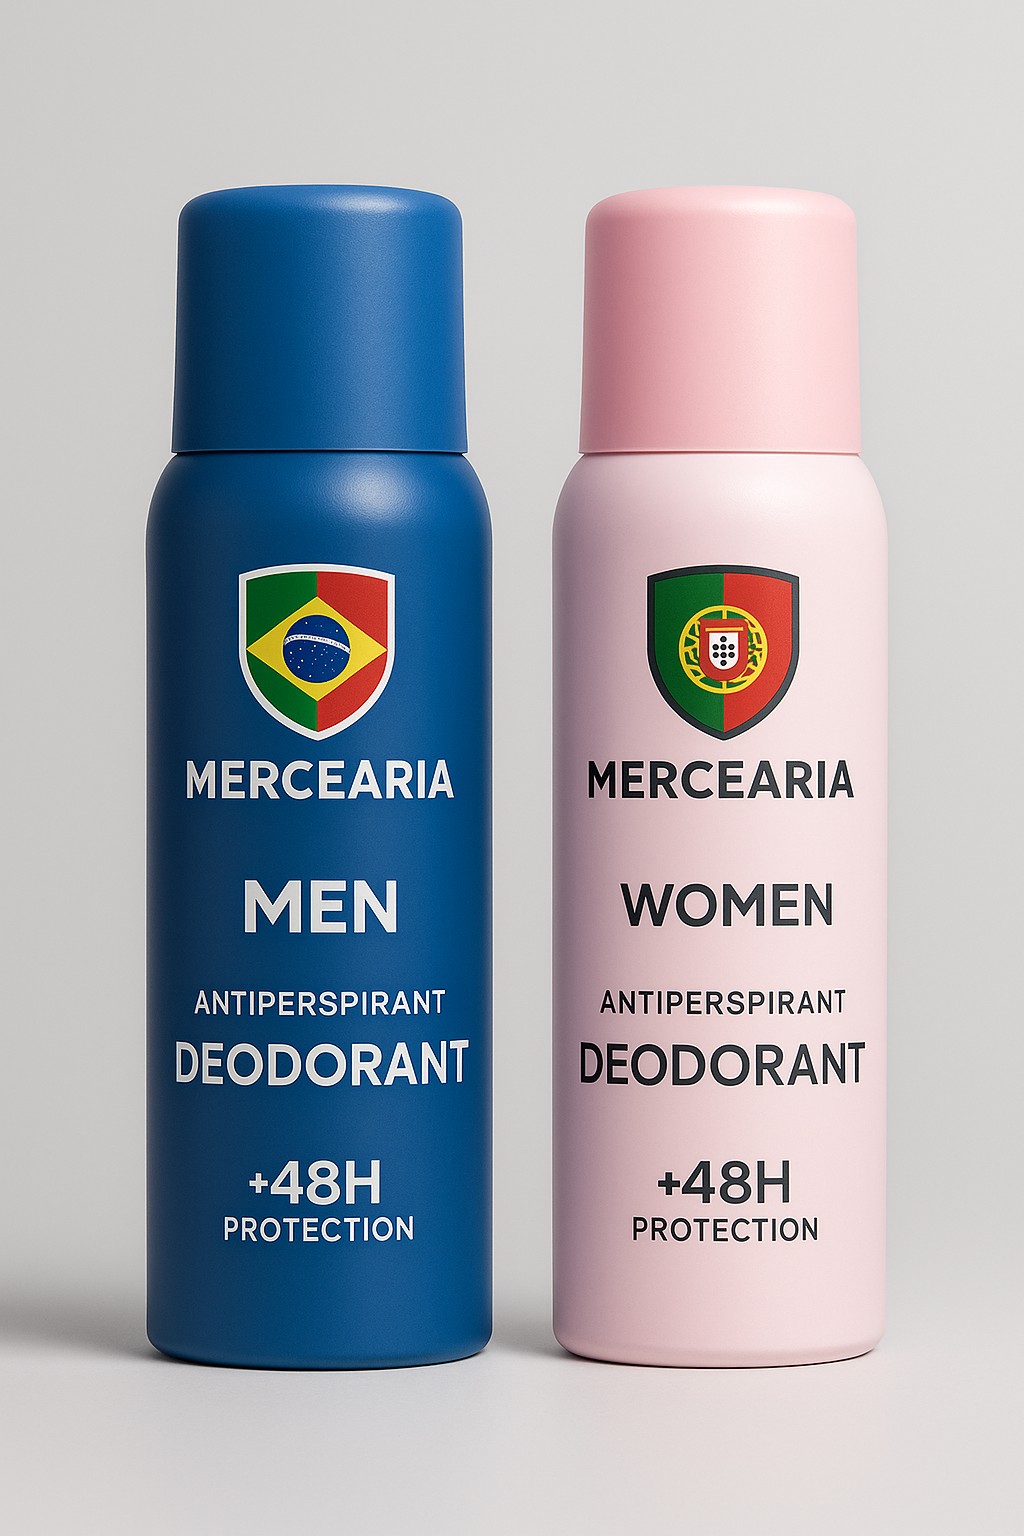 MERCEARIA
MEN
ANTIPERSPIRANT
DEODORANT
+48H
PROTECTION
MERCEARIA
WOMEN
ANTIPERSPIRANT
DEODORANT
+48H
PROTECTION